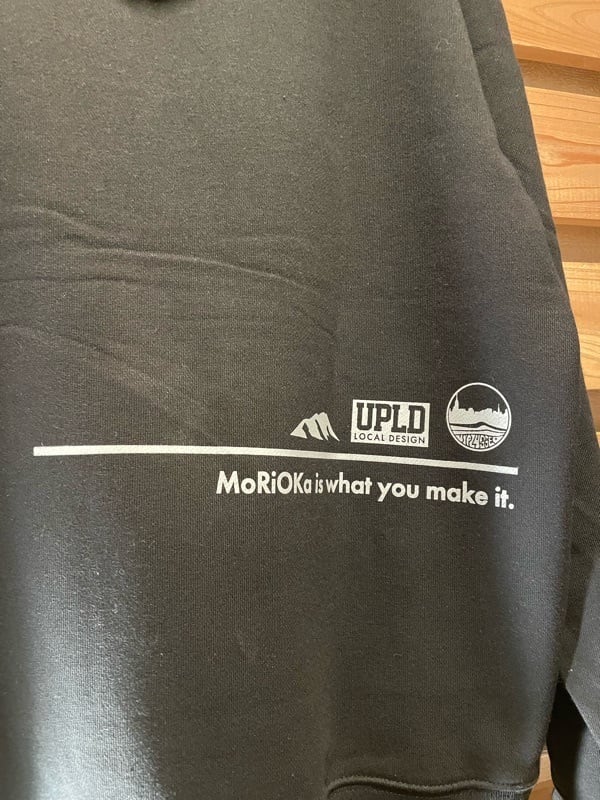 UPLD
LOCAL DESIGN
MoRiOKa is what you make it.